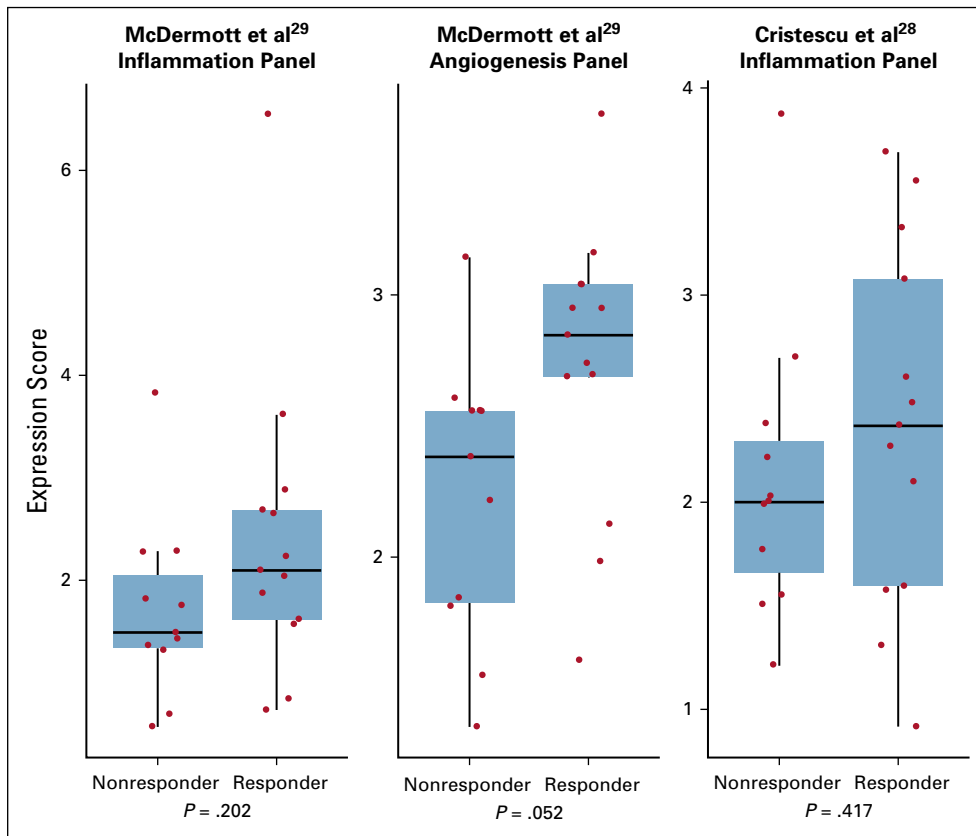 McDermott et al29
Inflammation Panel
McDermott et al29
Angiogenesis Panel
Cristescu et al28
Inflammation Panel
Expression Score
6
4
2
3
2
4
3
2
1
Nonresponder
Responder
P = .202
Nonresponder
Responder
P = .052
Nonresponder
Responder
P = .417